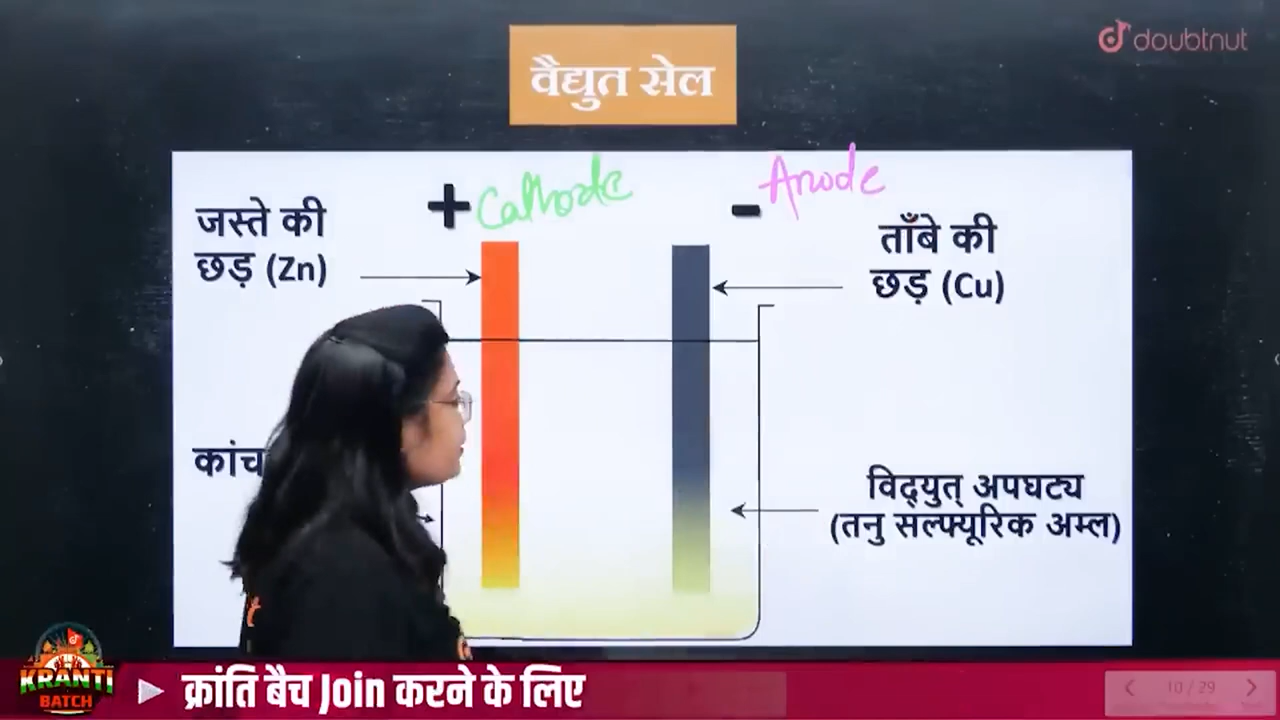 doubtnut
वैद्युत सेल
+ Cathode
- Anode
जस्ते की
छड़ (Zn)
ताँबे की
छड़ (Cu)
कांच
विद्‌युत् अपघट्य
(तनु सल्फ्यूरिक अम्ल)
t
KRANTI
BATCH
क्रांति बैच Join करने के लिए
10 / 29